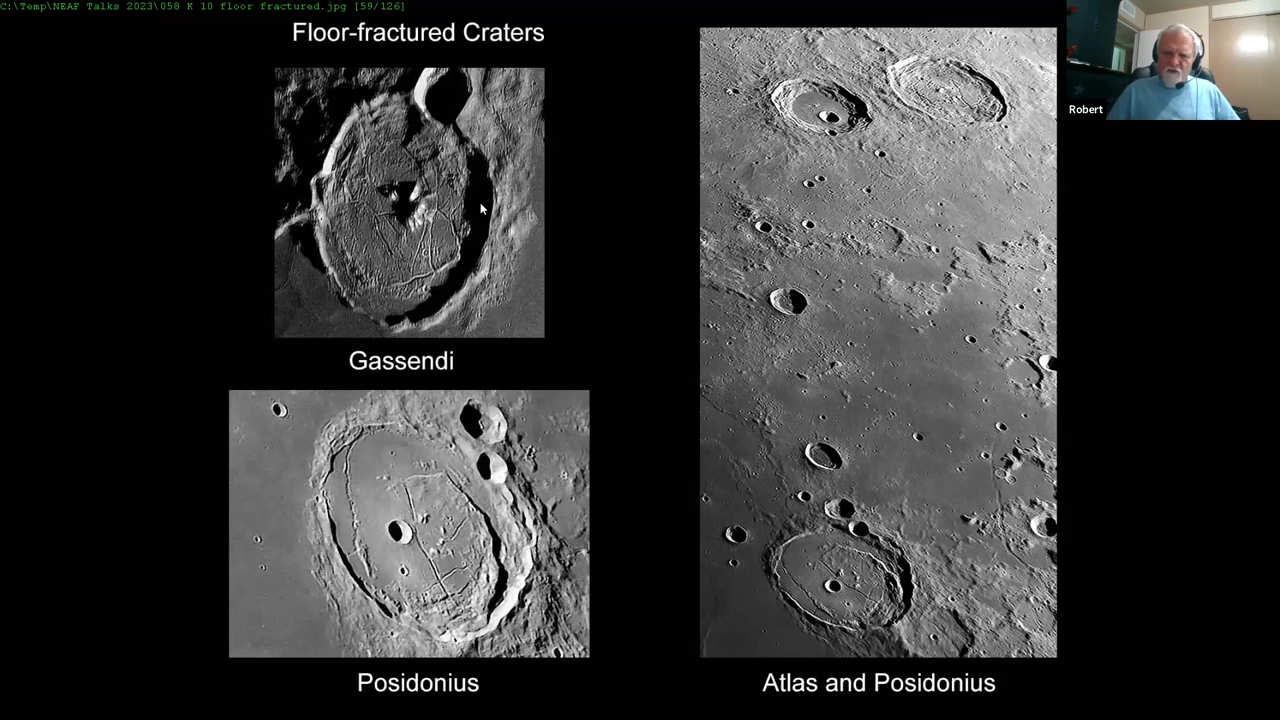 C:\Temp\NEAF Talks 2023\058 K 10 floor fractured.jpg [59/126]
Floor-fractured Craters
Robert
Gassendi
Posidonius
Atlas and Posidonius